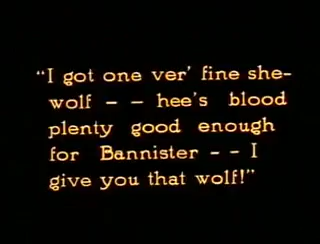 “I got one ver’ fine she-
wolf – – hee’s blood
plenty good enough
for Bannister – – I
give you that wolf!”